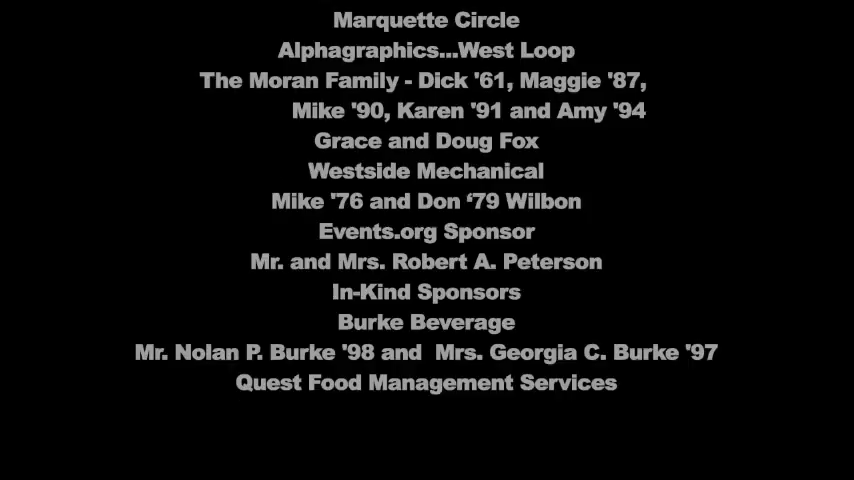 Marquette Circle
Alphagraphics...West Loop
The Moran Family - Dick '61, Maggie '87,
Mike '90, Karen '91 and Amy '94
Grace and Doug Fox
Westside Mechanical
Mike '76 and Don ‘79 Wilbon
Events.org Sponsor
Mr. and Mrs. Robert A. Peterson
In-Kind Sponsors
Burke Beverage
Mr. Nolan P. Burke '98 and  Mrs. Georgia C. Burke '97
Quest Food Management Services